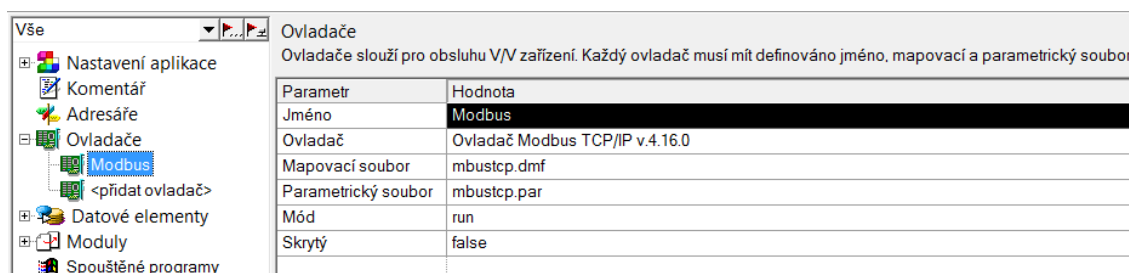 Vše
Nastavení aplikace
Komentář
Adresáře
Ovladače
Modbus
<přidat ovladač>
Datové elementy
Moduly
Spouštěné programy
Ovladače
Ovladače slouží pro obsluhu V/V zařízení. Každý ovladač musí mít definováno jméno, mapovací a parametrický soubor
Parametr Hodnota
Jméno Modbus
Ovladač Ovladač Modbus TCP/IP v.4.16.0
Mapovací soubor mbustcp.dmf
Parametrický soubor mbustcp.par
Mód run
Skrytý false